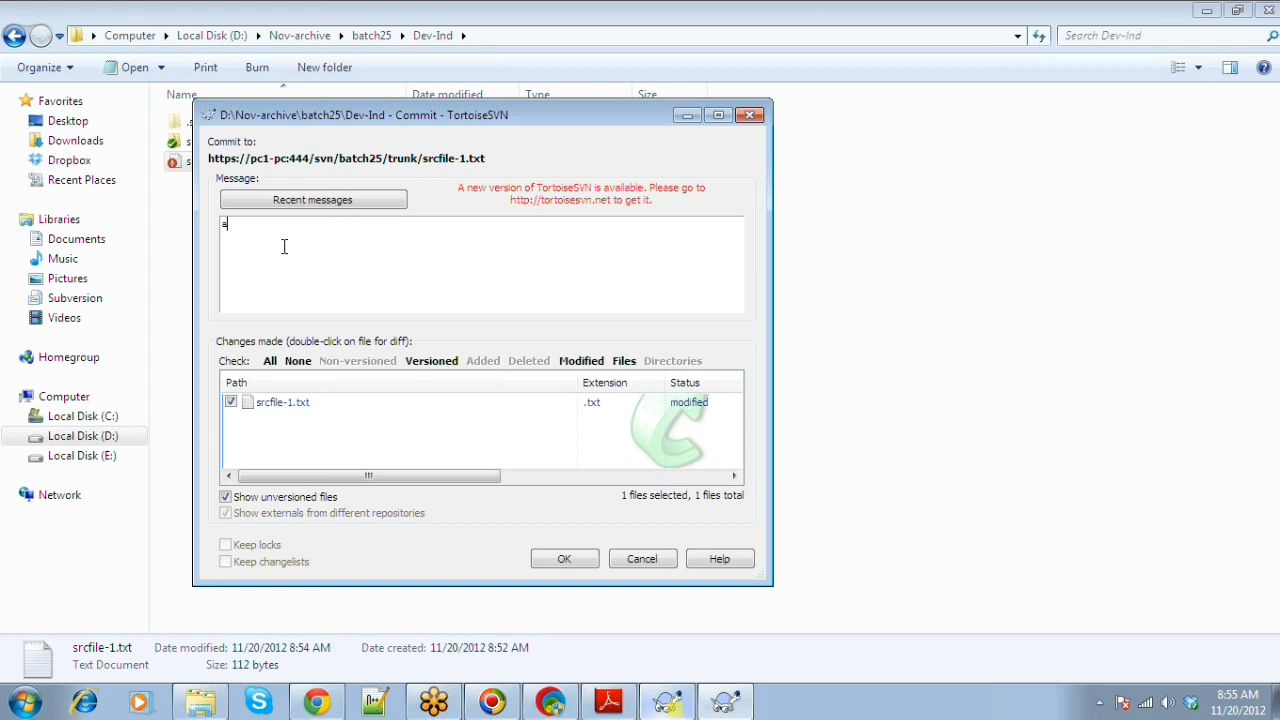 Computer Local Disk (D:) Nov-archive batch25 Dev-Ind
Search Dev-Ind
Organize Open Print Burn New folder
Name Date modified Type Size
Favorites
Desktop
Downloads
Dropbox
Recent Places
Libraries
Documents
Music
Pictures
Subversion
Videos
Homegroup
Computer
Local Disk (C:)
Local Disk (D:)
Local Disk (E:)
Network
D:\Nov-archive\batch25\Dev-Ind - Commit - TortoiseSVN
Commit to:
https://pc1-pc:444/svn/batch25/trunk/srcfile-1.txt
Message:
Recent messages
A new version of TortoiseSVN is available. Please go to
http://tortoisesvn.net to get it.
a
Changes made (double-click on file for diff):
Check: All None Non-versioned Versioned Added Deleted Modified Files Directories
Path Extension Status
srcfile-1.txt .txt modified
Show unversioned files
1 files selected, 1 files total
Show externals from different repositories
Keep locks
Keep changelists
OK Cancel Help
srcfile-1.txt Date modified: 11/20/2012 8:54 AM Date created: 11/20/2012 8:52 AM
Text Document Size: 112 bytes
8:55 AM
11/20/2012